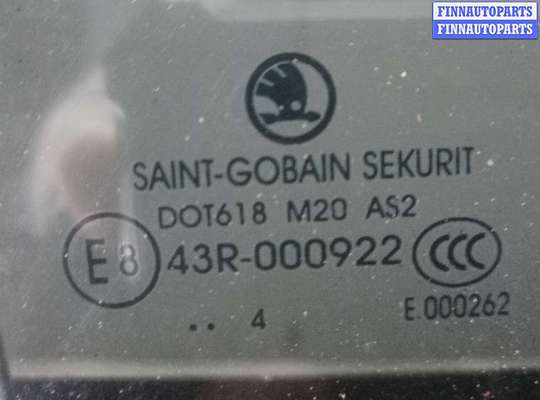 FINNAUTOPARTS
FINNAUTOPARTS
SAINT-GOBAIN SEKURIT
DOT618 M20 AS2
E8 43R-000922 CCC
E.000262
.. 4